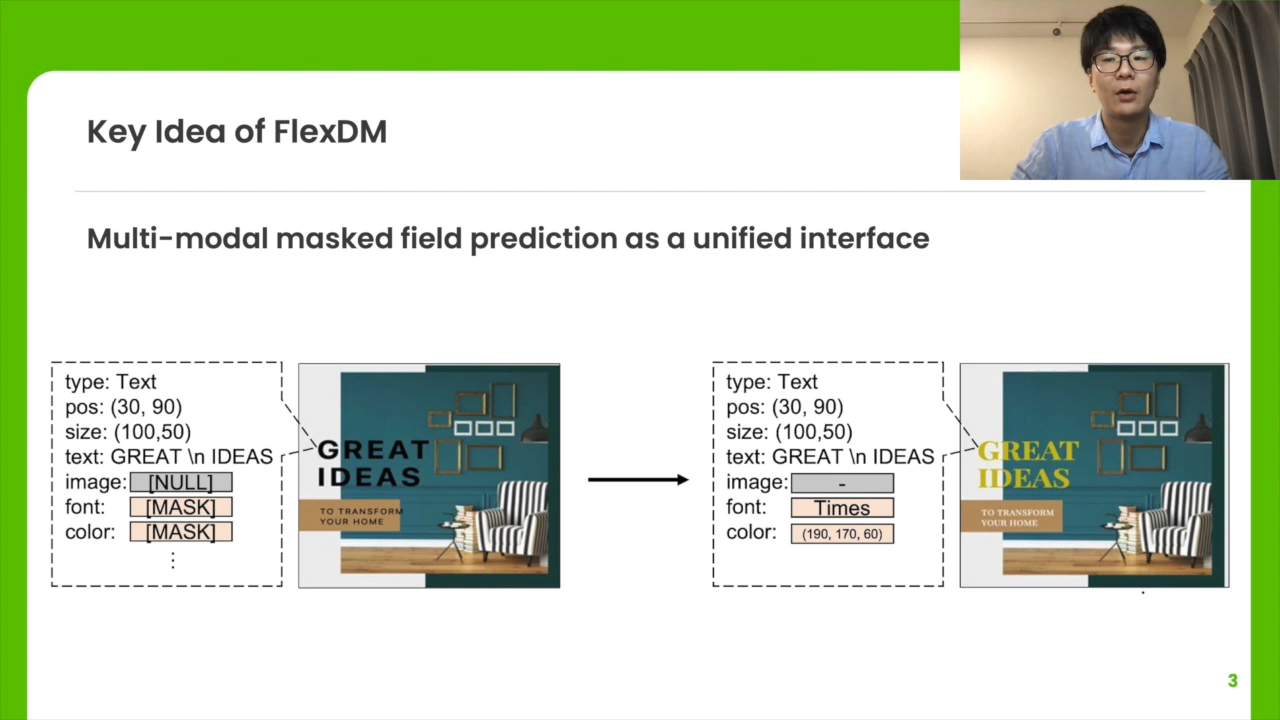 Key Idea of FlexDM
Multi-modal masked field prediction as a unified interface
type: Text
pos: (30, 90)
size: (100,50)
text: GREAT \n IDEAS
image: [NULL]
font: [MASK]
color: [MASK]
⋮
GREAT
IDEAS
TO TRANSFORM
YOUR HOME
type: Text
pos: (30, 90)
size: (100,50)
text: GREAT \n IDEAS
image: -
font: Times
color: (190, 170, 60)
GREAT
IDEAS
TO TRANSFORM
YOUR HOME
3